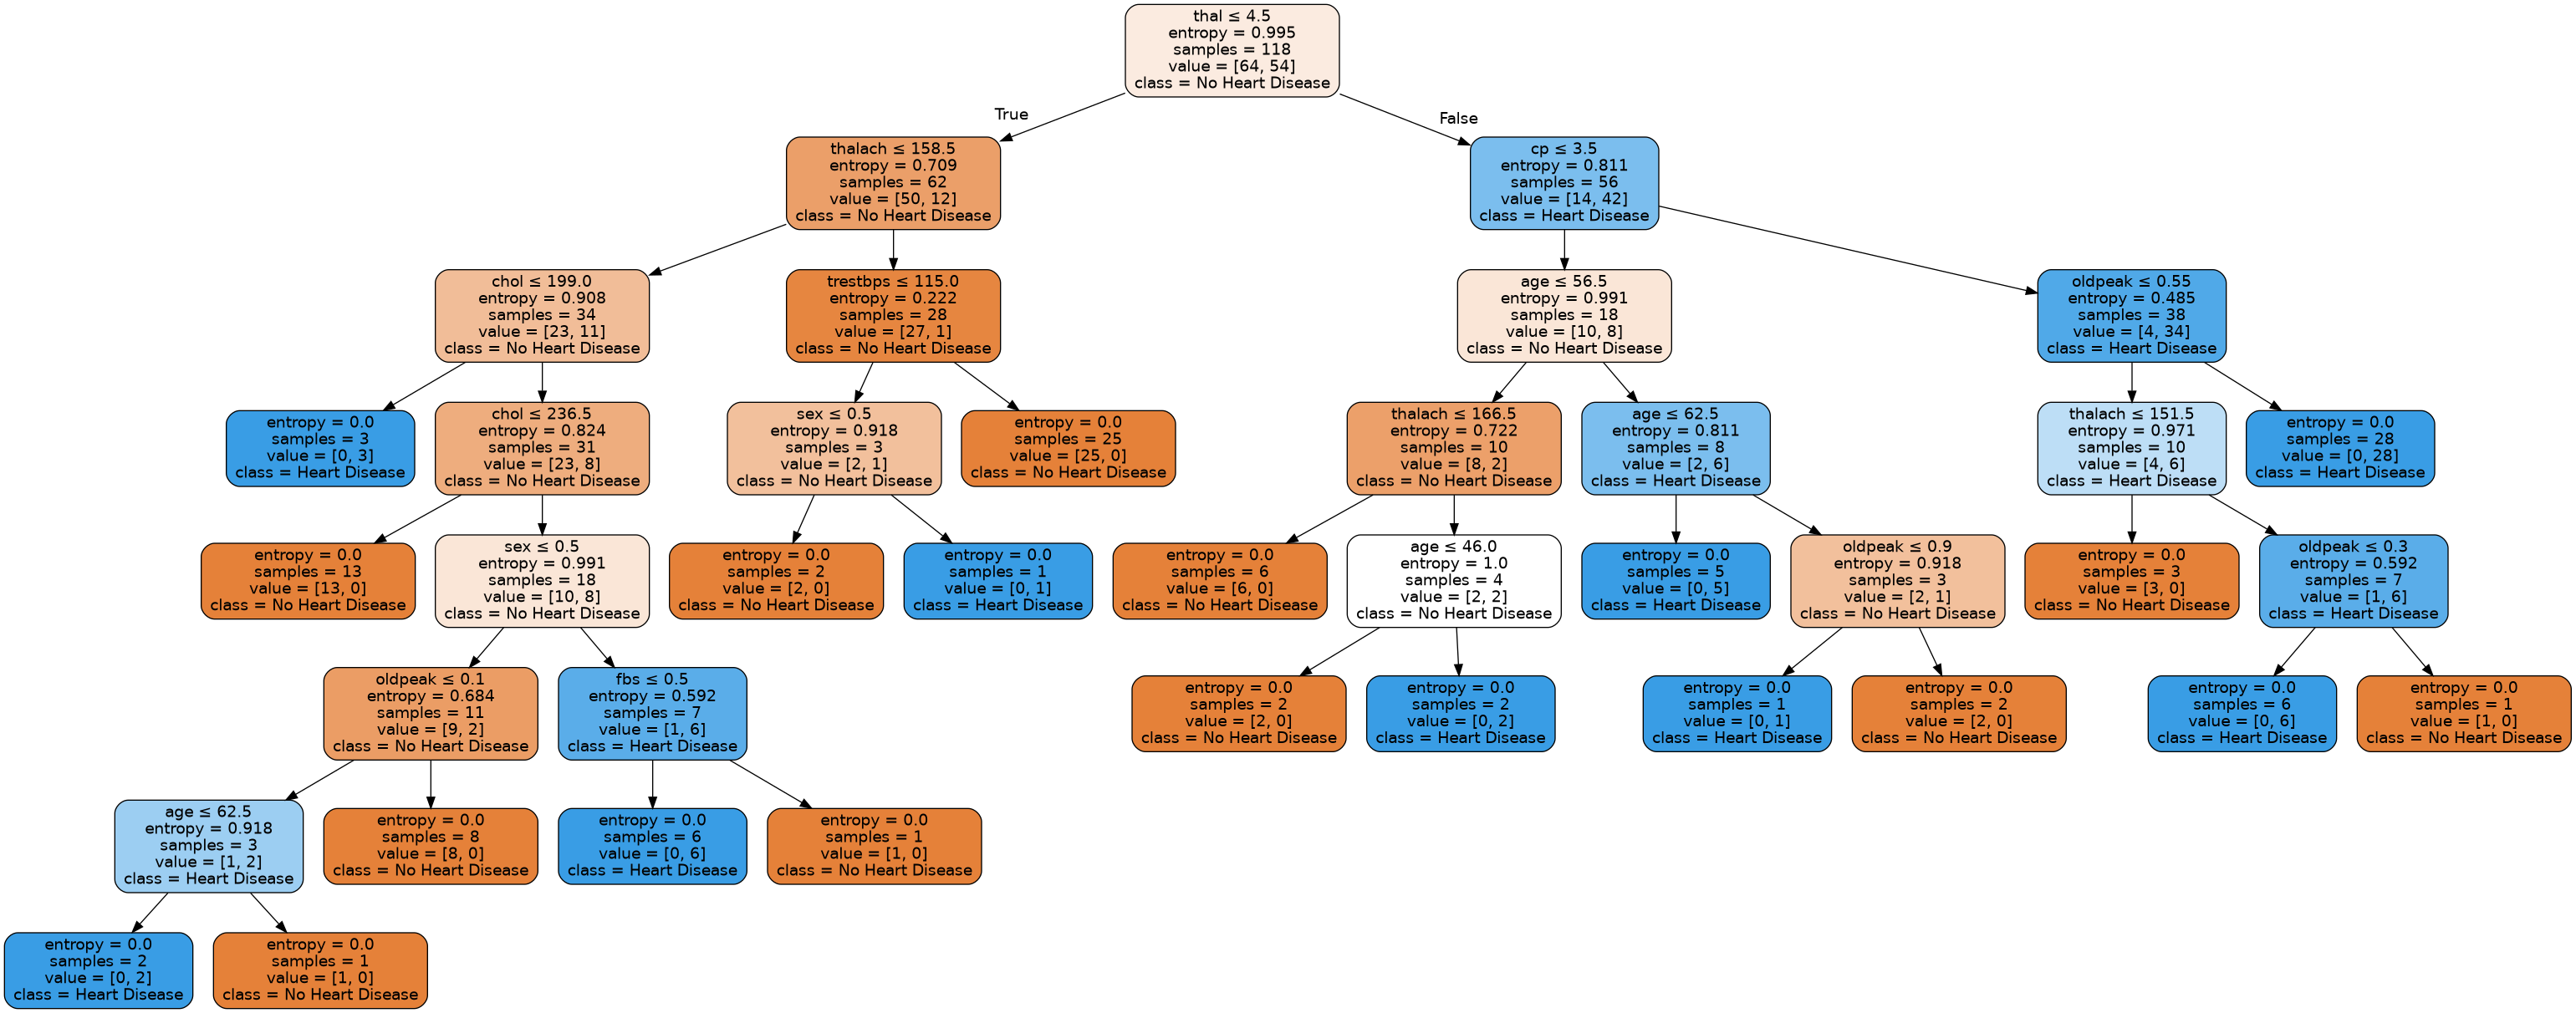 thal ≤ 4.5
entropy = 0.995
samples = 118
value = [64, 54]
class = No Heart Disease
True
False
thalach ≤ 158.5
entropy = 0.709
samples = 62
value = [50, 12]
class = No Heart Disease
cp ≤ 3.5
entropy = 0.811
samples = 56
value = [14, 42]
class = Heart Disease
chol ≤ 199.0
entropy = 0.908
samples = 34
value = [23, 11]
class = No Heart Disease
trestbps ≤ 115.0
entropy = 0.222
samples = 28
value = [27, 1]
class = No Heart Disease
age ≤ 56.5
entropy = 0.991
samples = 18
value = [10, 8]
class = No Heart Disease
oldpeak ≤ 0.55
entropy = 0.485
samples = 38
value = [4, 34]
class = Heart Disease
entropy = 0.0
samples = 3
value = [0, 3]
class = Heart Disease
chol ≤ 236.5
entropy = 0.824
samples = 31
value = [23, 8]
class = No Heart Disease
sex ≤ 0.5
entropy = 0.918
samples = 3
value = [2, 1]
class = No Heart Disease
entropy = 0.0
samples = 25
value = [25, 0]
class = No Heart Disease
thalach ≤ 166.5
entropy = 0.722
samples = 10
value = [8, 2]
class = No Heart Disease
age ≤ 62.5
entropy = 0.811
samples = 8
value = [2, 6]
class = Heart Disease
thalach ≤ 151.5
entropy = 0.971
samples = 10
value = [4, 6]
class = Heart Disease
entropy = 0.0
samples = 28
value = [0, 28]
class = Heart Disease
entropy = 0.0
samples = 13
value = [13, 0]
class = No Heart Disease
sex ≤ 0.5
entropy = 0.991
samples = 18
value = [10, 8]
class = No Heart Disease
entropy = 0.0
samples = 2
value = [2, 0]
class = No Heart Disease
entropy = 0.0
samples = 1
value = [0, 1]
class = Heart Disease
entropy = 0.0
samples = 6
value = [6, 0]
class = No Heart Disease
age ≤ 46.0
entropy = 1.0
samples = 4
value = [2, 2]
class = No Heart Disease
entropy = 0.0
samples = 5
value = [0, 5]
class = Heart Disease
oldpeak ≤ 0.9
entropy = 0.918
samples = 3
value = [2, 1]
class = No Heart Disease
entropy = 0.0
samples = 3
value = [3, 0]
class = No Heart Disease
oldpeak ≤ 0.3
entropy = 0.592
samples = 7
value = [1, 6]
class = Heart Disease
oldpeak ≤ 0.1
entropy = 0.684
samples = 11
value = [9, 2]
class = No Heart Disease
fbs ≤ 0.5
entropy = 0.592
samples = 7
value = [1, 6]
class = Heart Disease
entropy = 0.0
samples = 2
value = [2, 0]
class = No Heart Disease
entropy = 0.0
samples = 2
value = [0, 2]
class = Heart Disease
entropy = 0.0
samples = 1
value = [0, 1]
class = Heart Disease
entropy = 0.0
samples = 2
value = [2, 0]
class = No Heart Disease
entropy = 0.0
samples = 6
value = [0, 6]
class = Heart Disease
entropy = 0.0
samples = 1
value = [1, 0]
class = No Heart Disease
age ≤ 62.5
entropy = 0.918
samples = 3
value = [1, 2]
class = Heart Disease
entropy = 0.0
samples = 8
value = [8, 0]
class = No Heart Disease
entropy = 0.0
samples = 6
value = [0, 6]
class = Heart Disease
entropy = 0.0
samples = 1
value = [1, 0]
class = No Heart Disease
entropy = 0.0
samples = 2
value = [0, 2]
class = Heart Disease
entropy = 0.0
samples = 1
value = [1, 0]
class = No Heart Disease